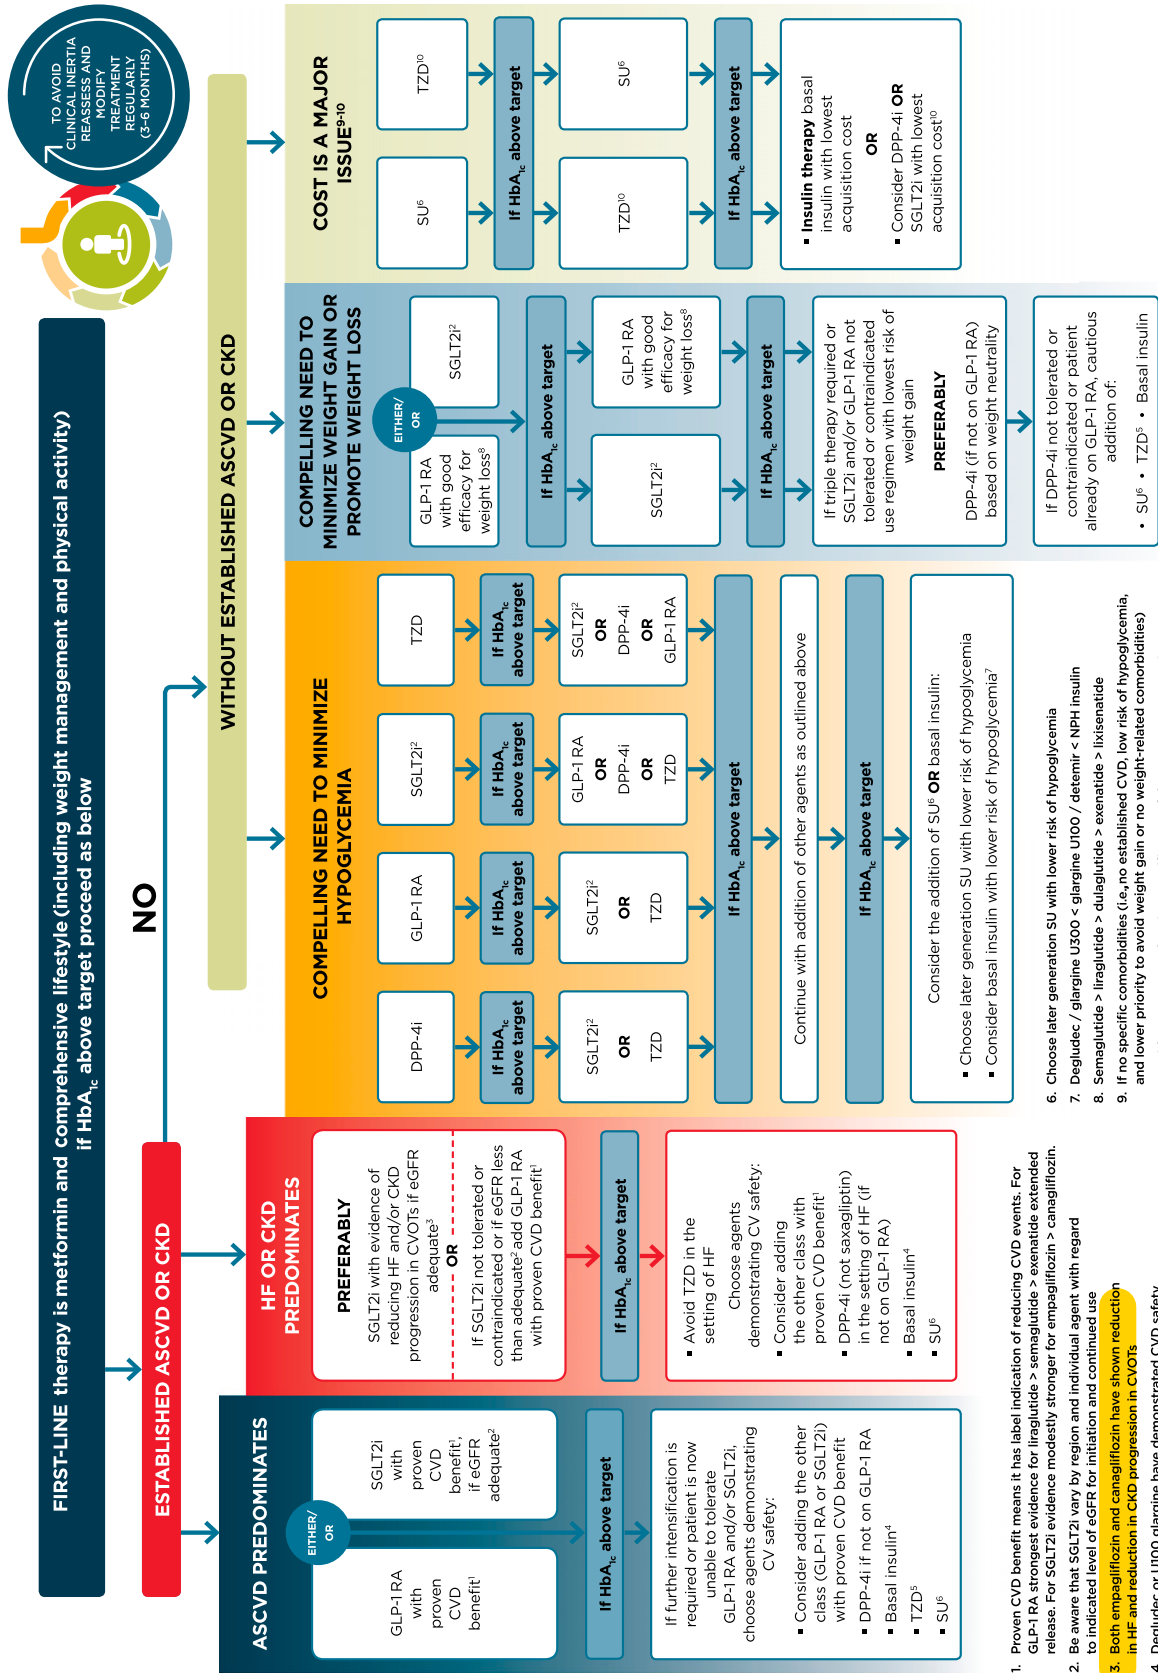 TO AVOID
CLINICAL INERTIA
REASSESS AND
MODIFY
TREATMENT
REGULARLY
(3–6 MONTHS)
FIRST-LINE therapy is metformin and Comprehensive lifestyle (including weight management and physical activity)
if HbA1c above target proceed as below
NO
ESTABLISHED ASCVD OR CKD
WITHOUT ESTABLISHED ASCVD OR CKD
ASCVD PREDOMINATES
EITHER/
OR
GLP-1 RA
with
proven
CVD
benefit1
SGLT2i
with
proven
CVD
benefit1,
if eGFR
adequate2
If HbA1c above target
If further intensification is
required or patient is now
unable to tolerate
GLP-1 RA and/or SGLT2i,
choose agents demonstrating
CV safety:
▪ Consider adding the other
class (GLP-1 RA or SGLT2i)
with proven CVD benefit
▪ DPP-4i if not on GLP-1 RA
▪ Basal insulin4
▪ TZD5
▪ SU6
HF OR CKD
PREDOMINATES
PREFERABLY
SGLT2i with evidence of
reducing HF and/or CKD
progression in CVOTs if eGFR
adequate3
OR
If SGLT2i not tolerated or
contraindicated or if eGFR less
than adequate2 add GLP-1 RA
with proven CVD benefit1
If HbA1c above target
▪ Avoid TZD in the
setting of HF
Choose agents
demonstrating CV safety:
▪ Consider adding
the other class with
proven CVD benefit1
▪ DPP-4i (not saxagliptin)
in the setting of HF (if
not on GLP-1 RA)
▪ Basal insulin4
▪ SU6
COMPELLING NEED TO MINIMIZE
HYPOGLYCEMIA
DPP-4i
If HbA1c
above target
SGLT2i2
OR
TZD
GLP-1 RA
If HbA1c
above target
SGLT2i2
OR
TZD
SGLT2i2
If HbA1c
above target
GLP-1 RA
OR
DPP-4i
OR
TZD
TZD
If HbA1c
above target
SGLT2i2
OR
DPP-4i
OR
GLP-1 RA
If HbA1c above target
Continue with addition of other agents as outlined above
If HbA1c above target
Consider the addition of SU6 OR basal insulin:
▪ Choose later generation SU with lower risk of hypoglycemia
▪ Consider basal insulin with lower risk of hypoglycemia7
COMPELLING NEED TO
MINIMIZE WEIGHT GAIN OR
PROMOTE WEIGHT LOSS
EITHER/
OR
GLP-1 RA
with good
efficacy for
weight loss8
SGLT2i2
If HbA1c above target
SGLT2i2
GLP-1 RA
with good
efficacy for
weight loss8
If HbA1c above target
If triple therapy required or
SGLT2i and/or GLP-1 RA not
tolerated or contraindicated
use regimen with lowest risk of
weight gain
PREFERABLY
DPP-4i (if not on GLP-1 RA)
based on weight neutrality
If DPP-4i not tolerated or
contraindicated or patient
already on GLP-1 RA, cautious
addition of:
• SU6 • TZD5 • Basal insulin
COST IS A MAJOR
ISSUE9-10
SU6
TZD10
If HbA1c above target
TZD10
SU6
If HbA1c above target
▪ Insulin therapy basal
insulin with lowest
acquisition cost
OR
▪ Consider DPP-4i OR
SGLT2i with lowest
acquisition cost10
1. Proven CVD benefit means it has label indication of reducing CVD events. For
GLP-1 RA strongest evidence for liraglutide > semaglutide > exenatide extended
release. For SGLT2i evidence modestly stronger for empagliflozin > canagliflozin.
2. Be aware that SGLT2i vary by region and individual agent with regard
to indicated level of eGFR for initiation and continued use
3. Both empagliflozin and canagliflozin have shown reduction
in HF and reduction in CKD progression in CVOTs
4. Degludec or U100 glargine have demonstrated CVD safety
6. Choose later generation SU with lower risk of hypoglycemia
7. Degludec / glargine U300 < glargine U100 / detemir < NPH insulin
8. Semaglutide > liraglutide > dulaglutide > exenatide > lixisenatide
9. If no specific comorbidities (i.e.,no established CVD, low risk of hypoglycemia,
and lower priority to avoid weight gain or no weight-related comorbidities)